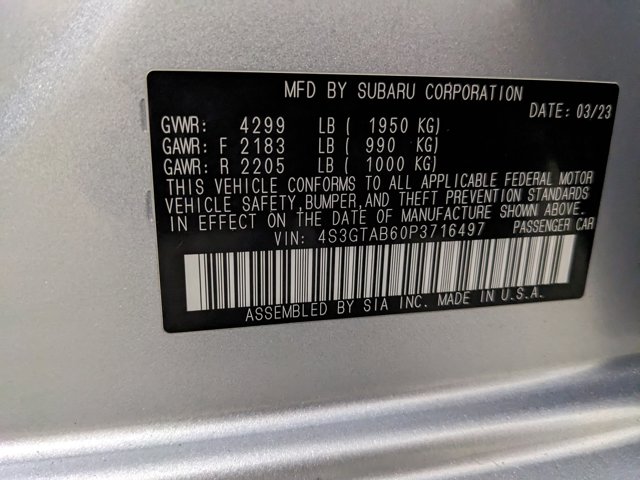 MFD BY SUBARU CORPORATION
DATE: 03/23
GVWR: 4299 LB ( 1950 KG)
GAWR: F 2183 LB ( 990 KG)
GAWR: R 2205 LB ( 1000 KG)
THIS VEHICLE CONFORMS TO ALL APPLICABLE FEDERAL MOTOR
VEHICLE SAFETY,BUMPER,AND THEFT PREVENTION STANDARDS
IN EFFECT ON THE DATE OF MANUFACTURE SHOWN ABOVE.
VIN: 4S3GTAB60P3716497 PASSENGER CAR
ASSEMBLED BY SIA INC. MADE IN U.S.A.